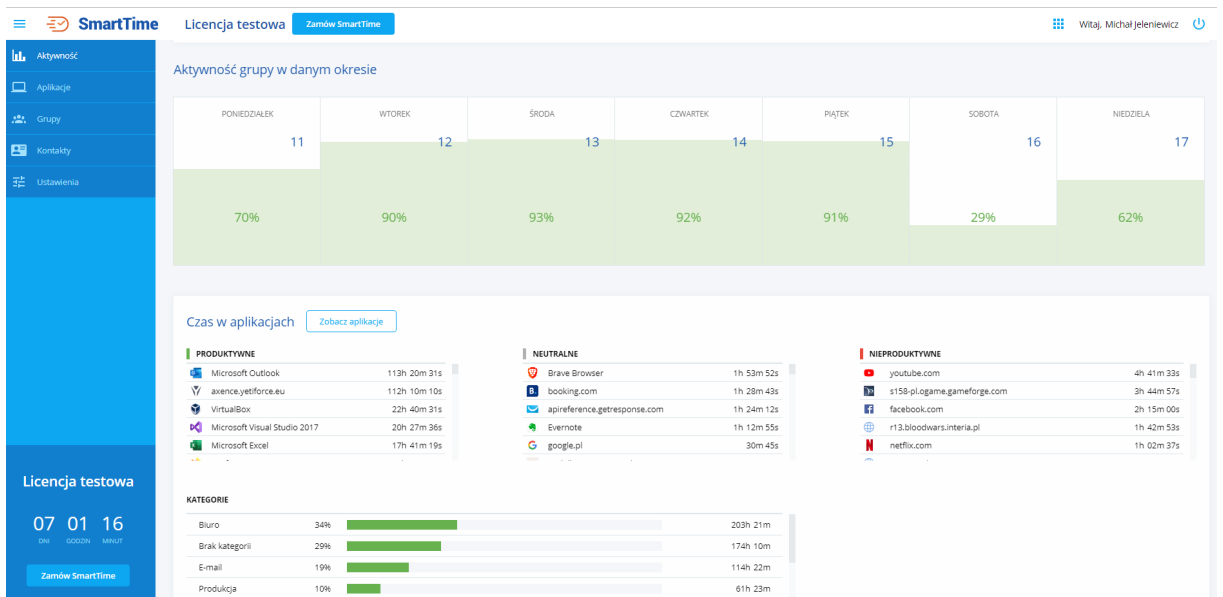 SmartTime
Licencja testowa
Zamów SmartTime
Witaj, Michał Jeleniewicz
Aktywność
Aplikacje
Grupy
Kontakty
Ustawienia
Licencja testowa
07 01 16
DNI GODZIN MINUT
Zamów SmartTime
Aktywność grupy w danym okresie
PONIEDZIAŁEK WTOREK ŚRODA CZWARTEK PIĄTEK SOBOTA NIEDZIELA
11 12 13 14 15 16 17
70% 90% 93% 92% 91% 29% 62%
Czas w aplikacjach
Zobacz aplikacje
PRODUKTYWNE
Microsoft Outlook 113h 20m 31s
axence.yetiforce.eu 112h 10m 10s
VirtualBox 22h 40m 31s
Microsoft Visual Studio 2017 20h 27m 36s
Microsoft Excel 17h 41m 19s
NEUTRALNE
Brave Browser 1h 53m 52s
booking.com 1h 28m 43s
apireference.getresponse.com 1h 24m 12s
Evernote 1h 12m 55s
google.pl 30m 45s
NIEPRODUKTYWNE
youtube.com 4h 41m 33s
s158-pl.ogame.gameforge.com 3h 44m 57s
facebook.com 2h 15m 00s
r13.bloodwars.interia.pl 1h 42m 53s
netflix.com 1h 02m 37s
KATEGORIE
Biuro 34% 203h 21m
Brak kategorii 29% 174h 10m
E-mail 19% 114h 22m
Produkcja 10% 61h 23m